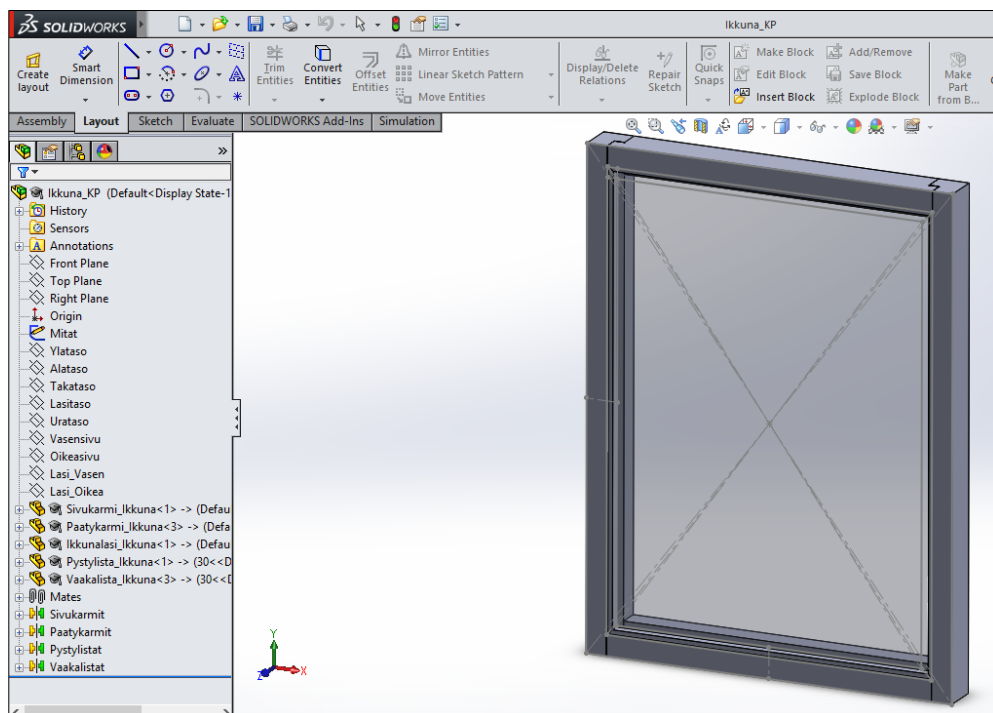 SOLIDWORKS
Ikkuna_KP
Create layout
Smart Dimension
Trim Entities
Convert Entities
Offset Entities
Mirror Entities
Linear Sketch Pattern
Move Entities
Display/Delete Relations
Repair Sketch
Quick Snaps
Make Block
Edit Block
Insert Block
Add/Remove
Save Block
Explode Block
Make Part from B...
Assembly Layout Sketch Evaluate SOLIDWORKS Add-Ins Simulation
»
Ikkuna_KP (Default<Display State-1
History
Sensors
A Annotations
Front Plane
Top Plane
Right Plane
Origin
Mitat
Ylataso
Alataso
Takataso
Lasitaso
Urataso
Vasensivu
Oikeasivu
Lasi_Vasen
Lasi_Oikea
Sivukarmi_Ikkuna<1> -> (Defau
Paatykarmi_Ikkuna<3> -> (Defa
Ikkunalasi_Ikkuna<1> -> (Defau
Pystylista_Ikkuna<1> -> (30<<D
Vaakalista_Ikkuna<3> -> (30<<D
Mates
Sivukarmit
Paatykarmit
Pystylistat
Vaakalistat
Y
Z X